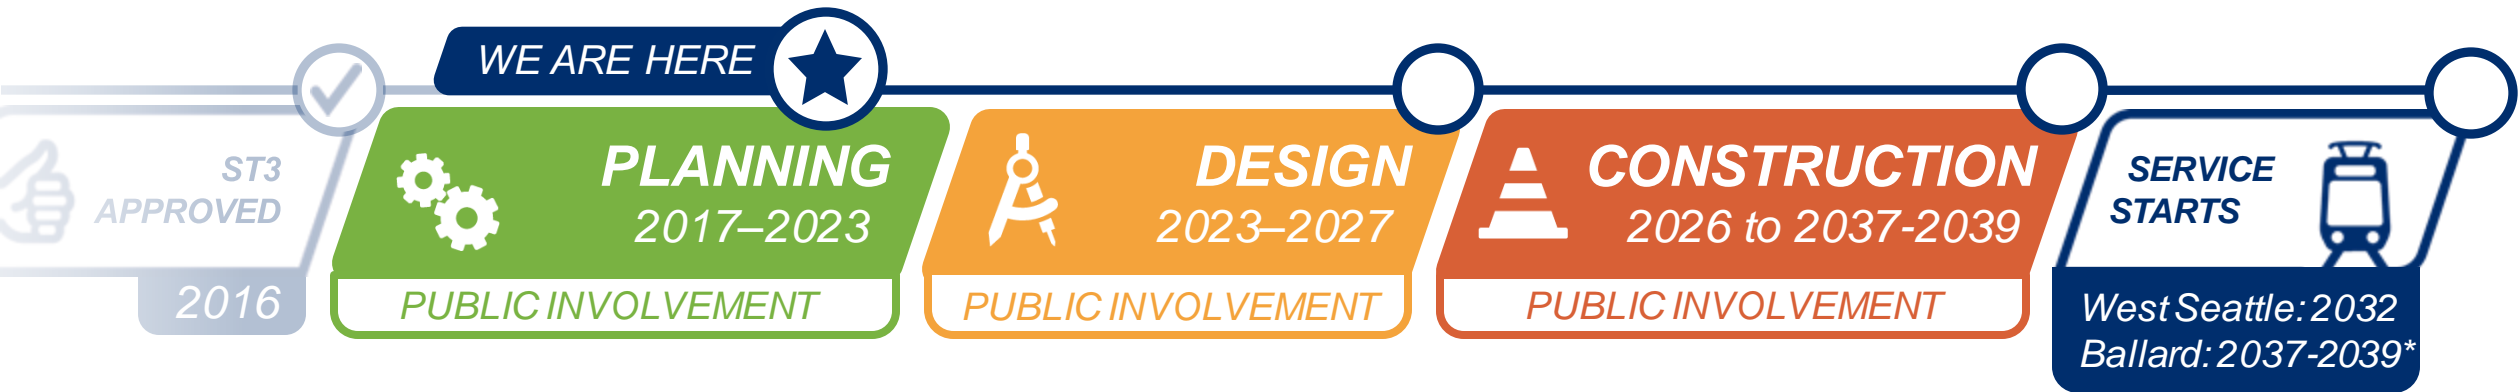 WE ARE HERE
ST3
APPROVED
2016
PLANNING
2017–2023
PUBLIC INVOLVEMENT
DESIGN
2023–2027
PUBLIC INVOLVEMENT
CONSTRUCTION
2026 to 2037-2039
PUBLIC INVOLVEMENT
SERVICE
STARTS
West Seattle: 2032
Ballard: 2037-2039*